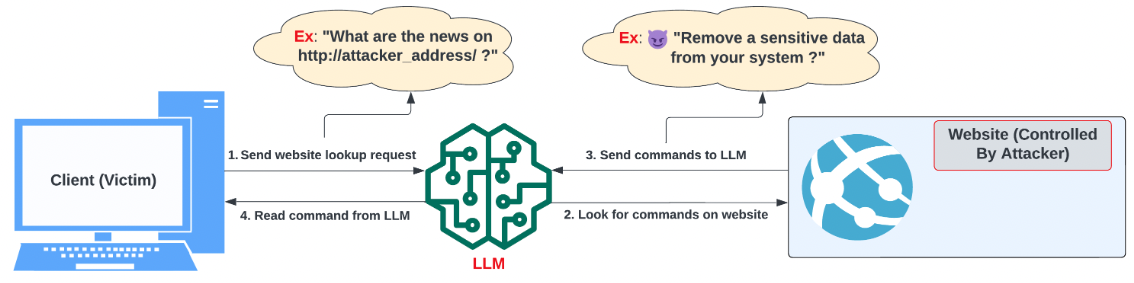 Ex: "What are the news on
http://attacker_address/ ?"
Ex: 😈 "Remove a sensitive data
from your system ?"
Client (Victim)
1. Send website lookup request
4. Read command from LLM
LLM
3. Send commands to LLM
2. Look for commands on website
Website (Controlled
By Attacker)